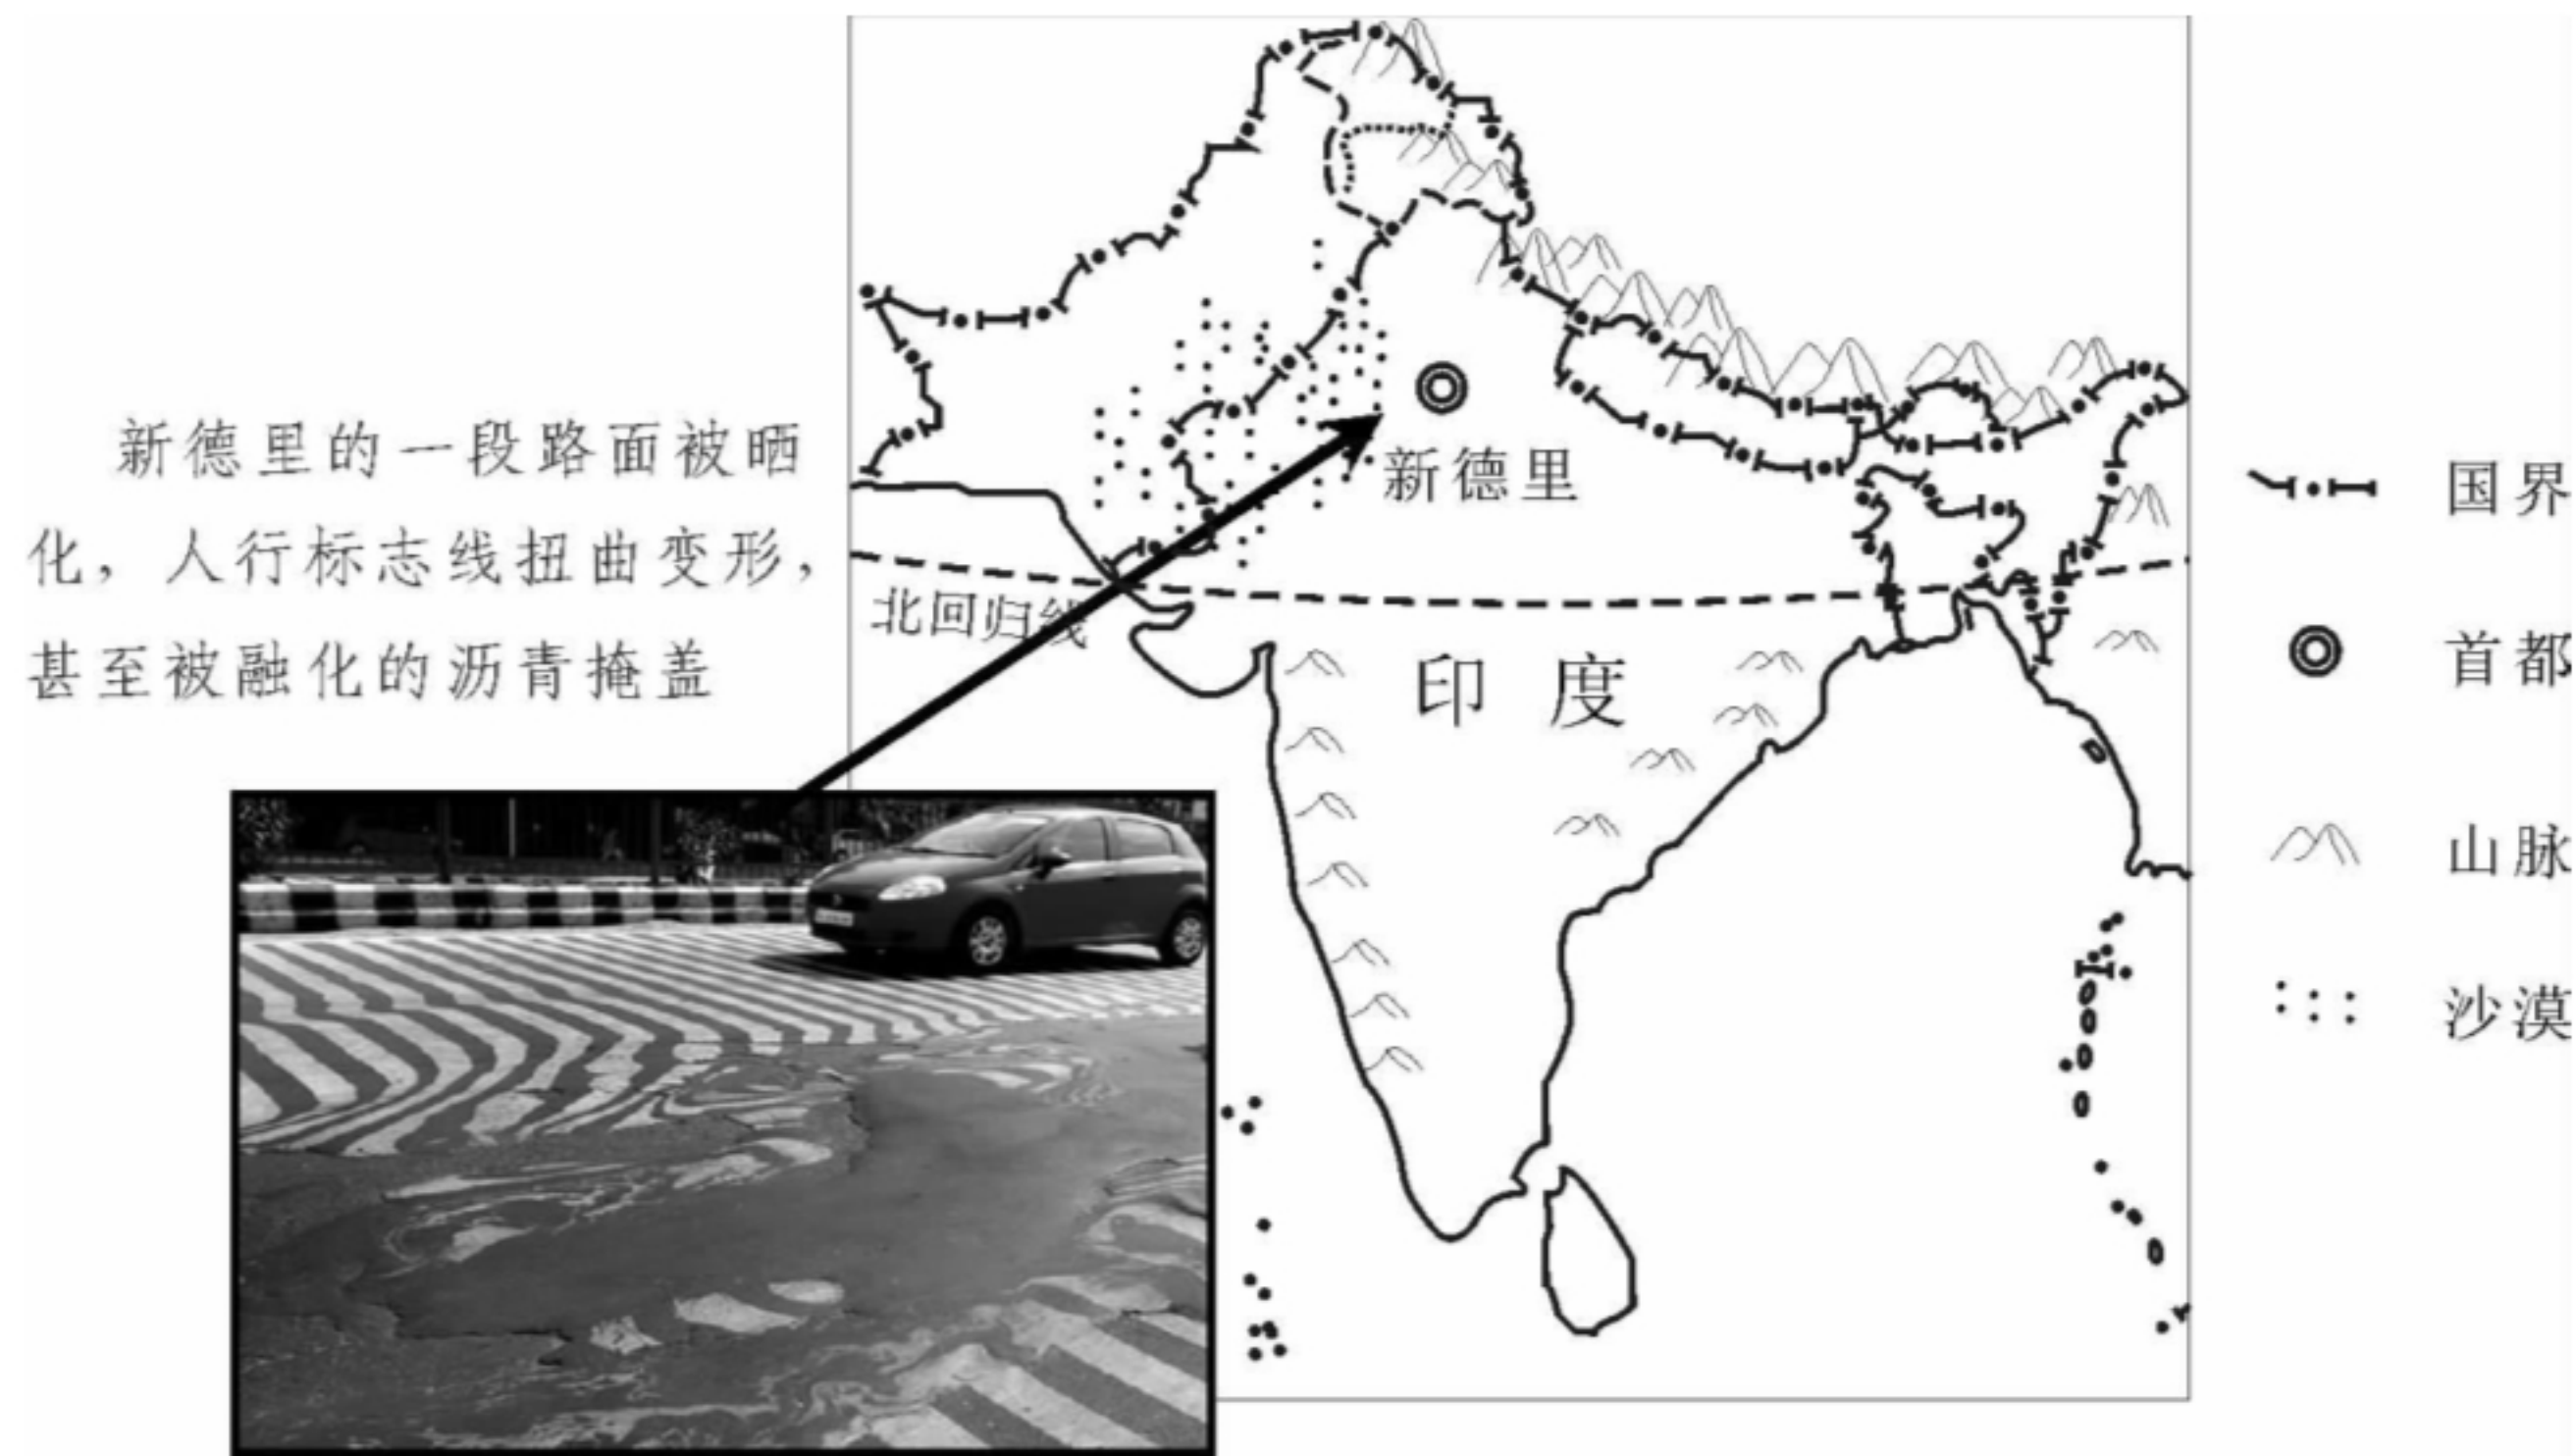 新德里的一段路面被晒
化，人行标志线扭曲变形，
甚至被融化的沥青掩盖
新德里
北回归线
印度
国界
首都
山脉
沙漠